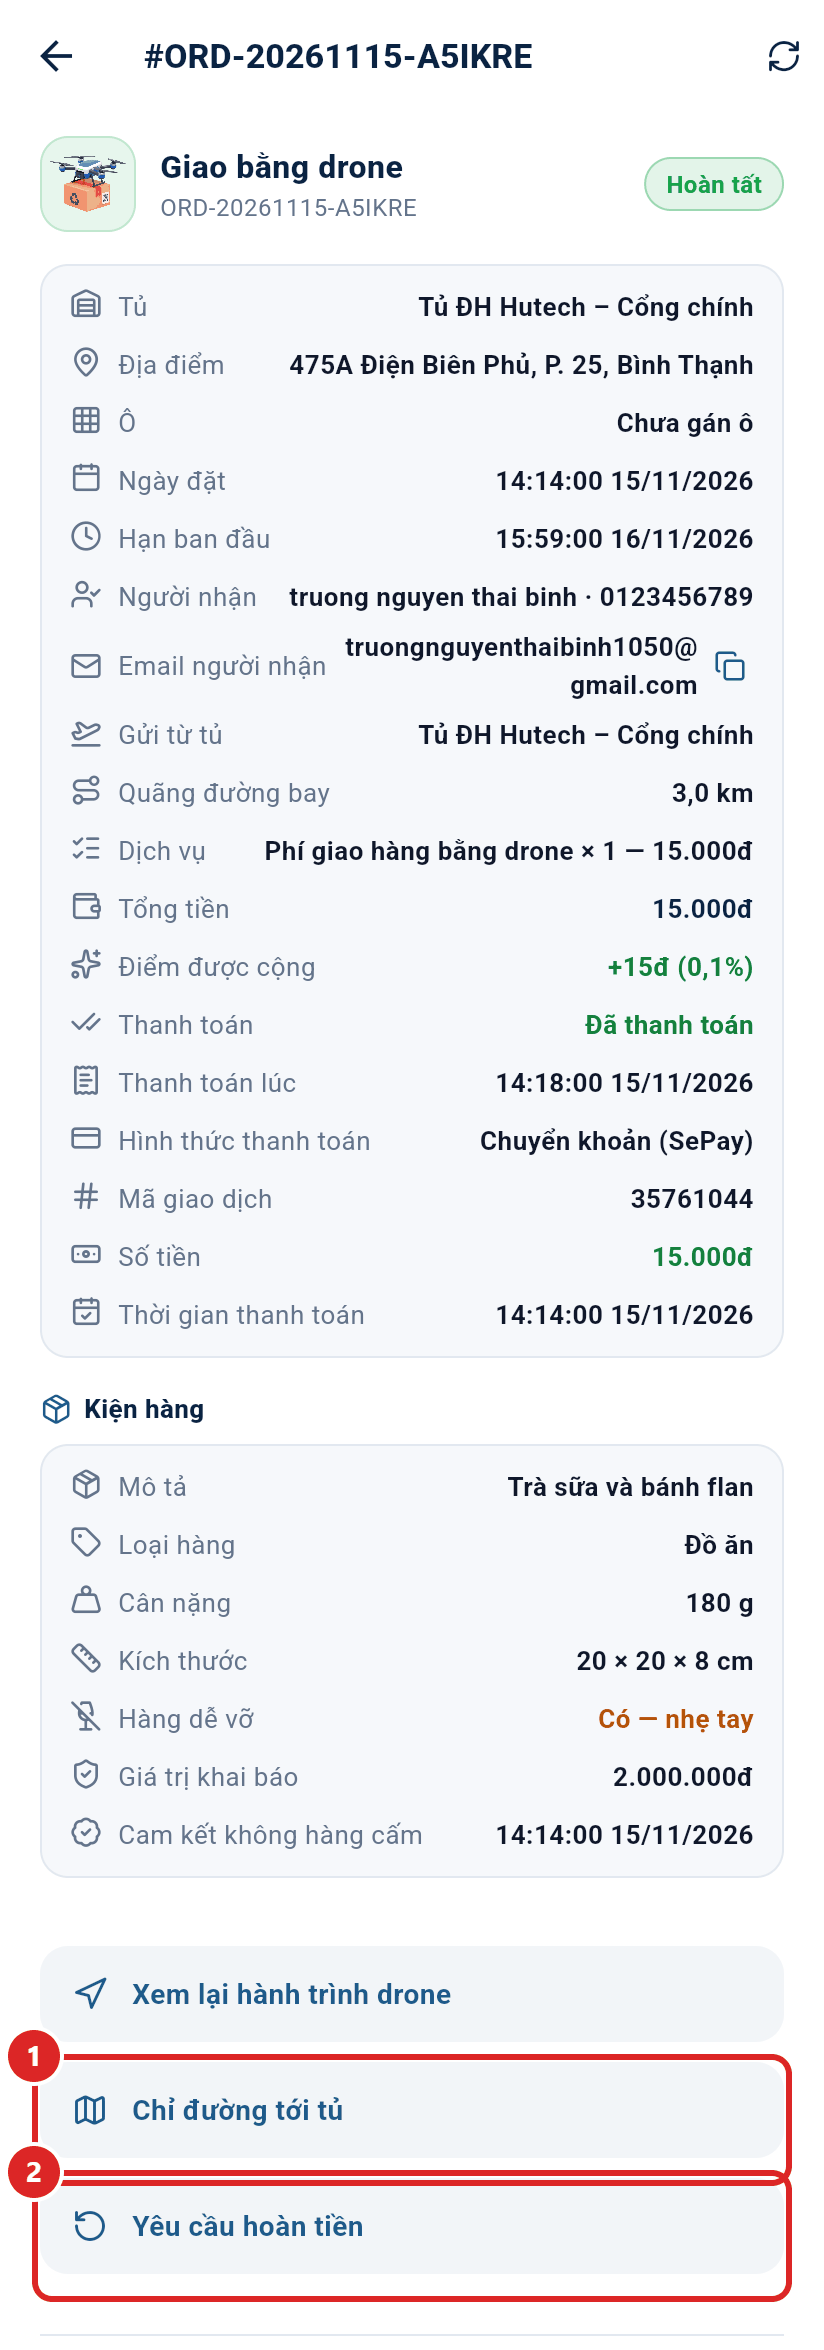 #ORD-20261115-A5IKRE
Giao bằng drone
ORD-20261115-A5IKRE
Hoàn tất
Tủ Tủ ĐH Hutech – Cổng chính
Địa điểm 475A Điện Biên Phủ, P. 25, Bình Thạnh
Ô Chưa gán ô
Ngày đặt 14:14:00 15/11/2026
Hạn ban đầu 15:59:00 16/11/2026
Người nhận truong nguyen thai binh · 0123456789
Email người nhận truongnguyenthaibinh1050@
gmail.com
Gửi từ tủ Tủ ĐH Hutech – Cổng chính
Quãng đường bay 3,0 km
Dịch vụ Phí giao hàng bằng drone × 1 — 15.000đ
Tổng tiền 15.000đ
Điểm được cộng +15đ (0,1%)
Thanh toán Đã thanh toán
Thanh toán lúc 14:18:00 15/11/2026
Hình thức thanh toán Chuyển khoản (SePay)
Mã giao dịch 35761044
Số tiền 15.000đ
Thời gian thanh toán 14:14:00 15/11/2026
Kiện hàng
Mô tả Trà sữa và bánh flan
Loại hàng Đồ ăn
Cân nặng 180 g
Kích thước 20 × 20 × 8 cm
Hàng dễ vỡ Có — nhẹ tay
Giá trị khai báo 2.000.000đ
Cam kết không hàng cấm 14:14:00 15/11/2026
Xem lại hành trình drone
1
Chỉ đường tới tủ
2
Yêu cầu hoàn tiền